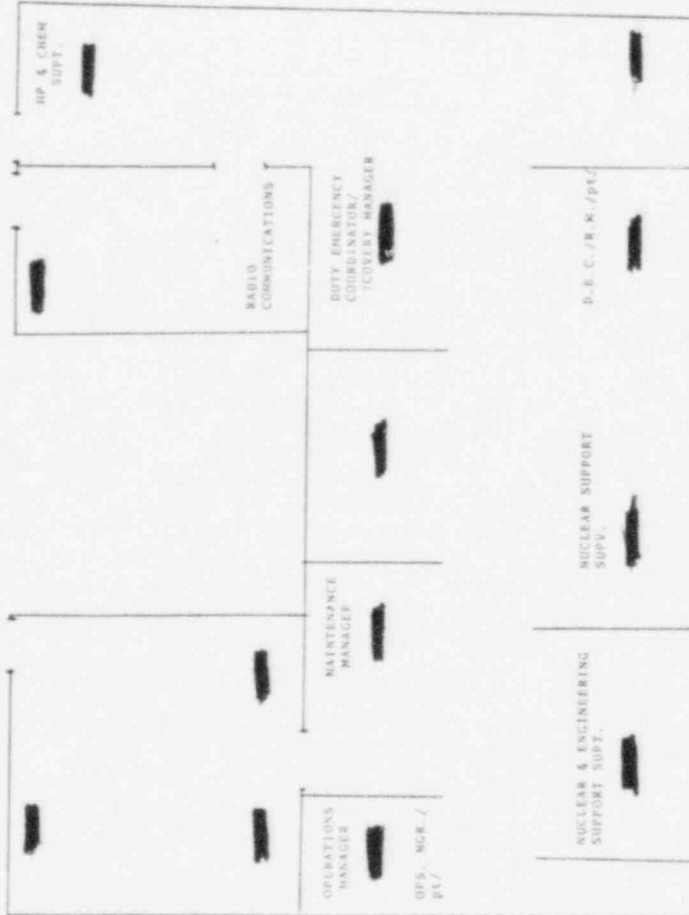 HP & CHEM
SUPT.
RADIO
COMMUNICATIONS
DUTY EMERGENCY
COORDINATOR/
COVERY MANAGER
D.E.C./R.M./pt/
NUCLEAR SUPPORT
SUPV.
MAINTENANCE
MANAGER
NUCLEAR & ENGINEERING
SUPPORT SUPT.
OPERATIONS
MANAGER
OPS. MGR./
pt/